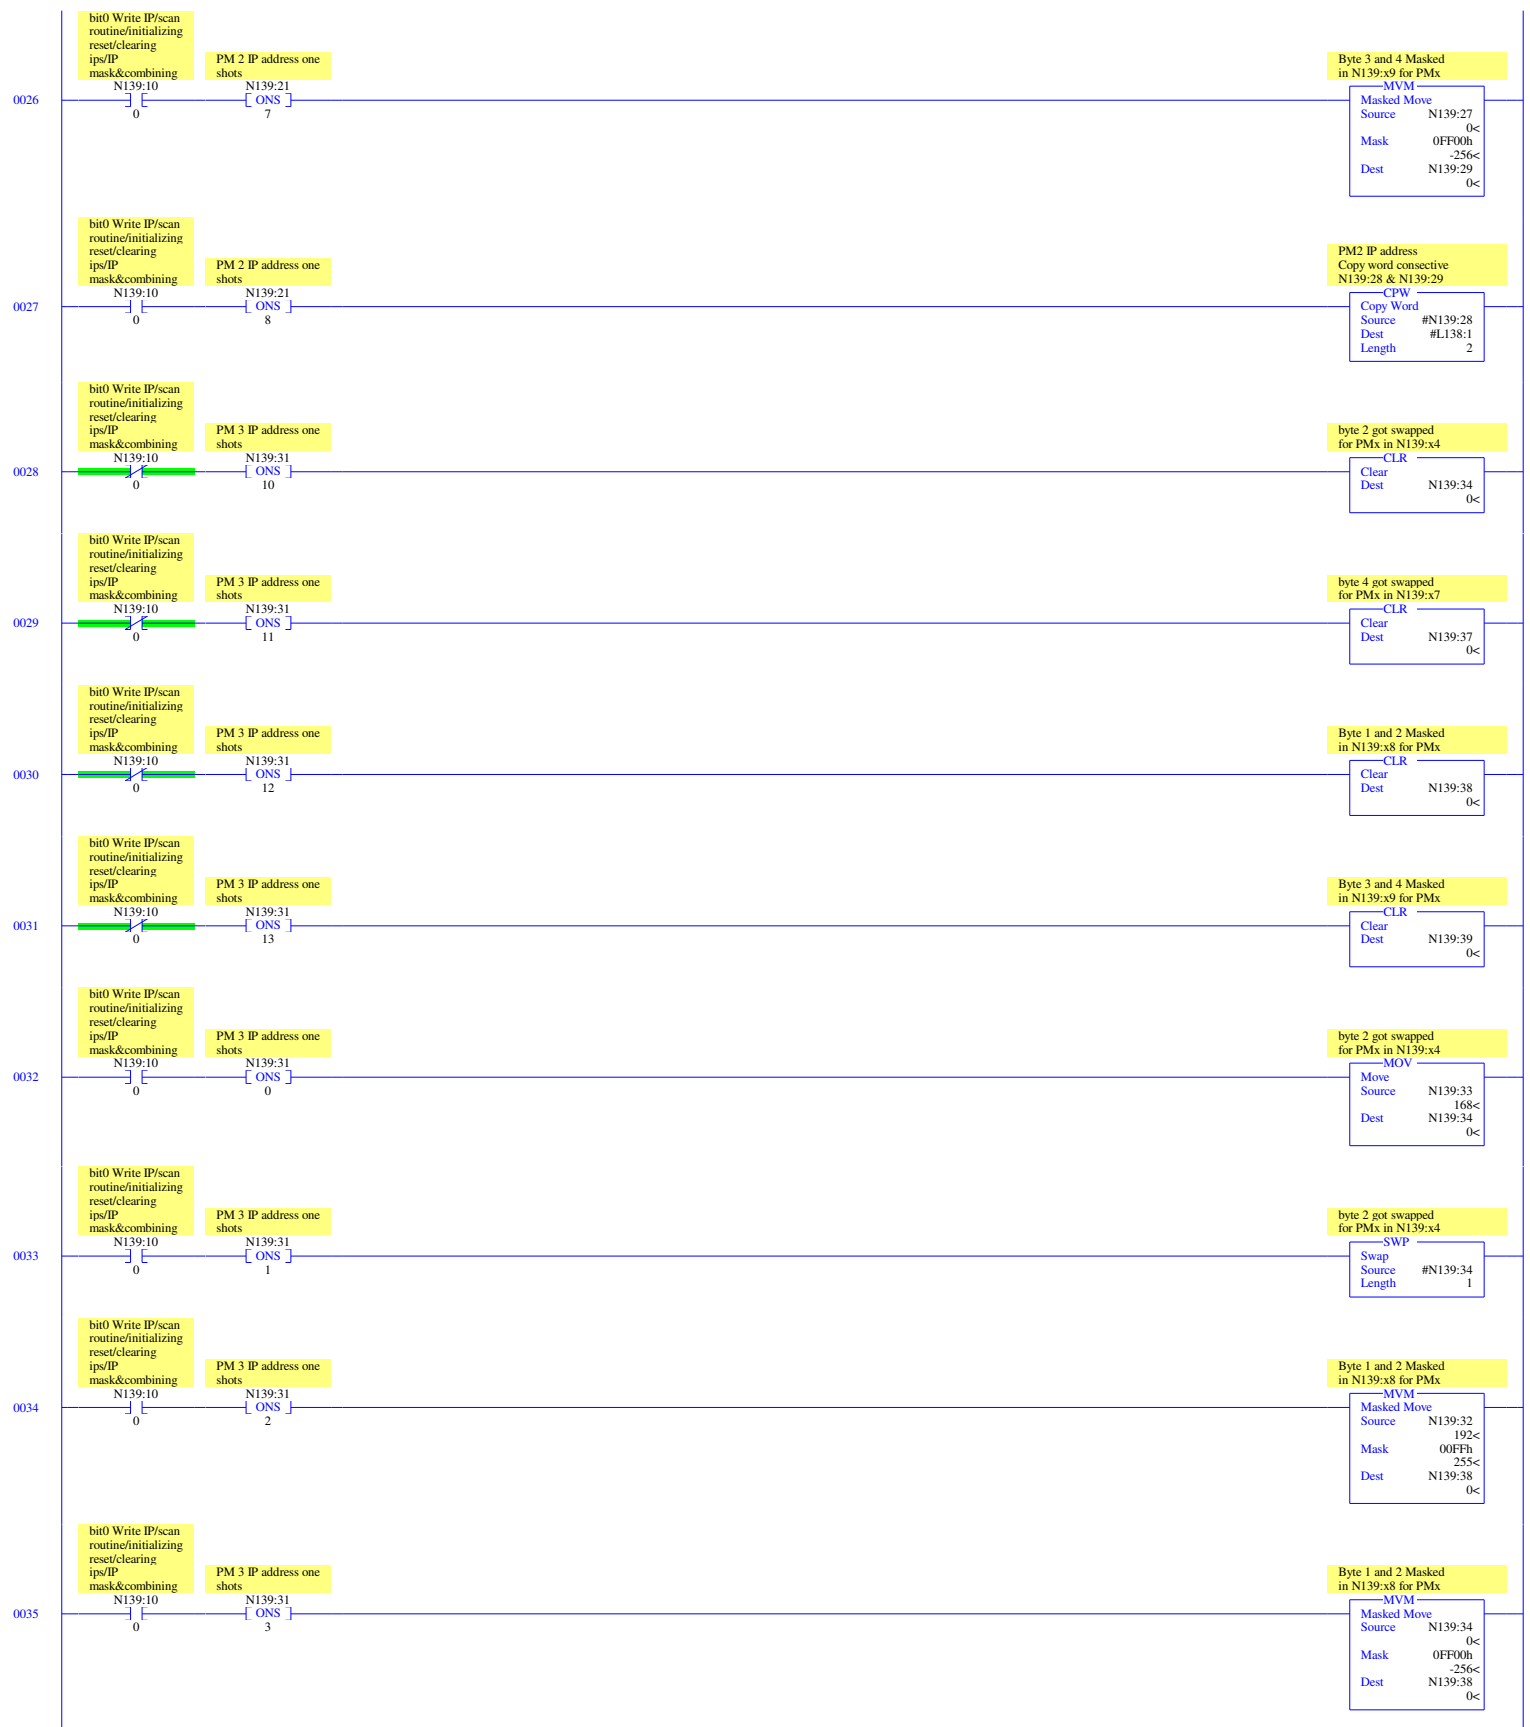 bit0 Write IP/scan
routine/initializing
reset/clearing
ips/IP
mask&combining
PM 2 IP address one
shots
Byte 3 and 4 Masked
in N139:x9 for PMx
0026
N139:10
0
N139:21
ONS
7
MVM
Masked Move
Source N139:27
0<
Mask 0FF00h
-256<
Dest N139:29
0<
bit0 Write IP/scan
routine/initializing
reset/clearing
ips/IP
mask&combining
PM 2 IP address one
shots
PM2 IP address
Copy word consective
N139:28 & N139:29
0027
N139:10
0
N139:21
ONS
8
CPW
Copy Word
Source #N139:28
Dest #L138:1
Length 2
bit0 Write IP/scan
routine/initializing
reset/clearing
ips/IP
mask&combining
PM 3 IP address one
shots
byte 2 got swapped
for PMx in N139:x4
0028
N139:10
0
N139:31
ONS
10
CLR
Clear
Dest N139:34
0<
bit0 Write IP/scan
routine/initializing
reset/clearing
ips/IP
mask&combining
PM 3 IP address one
shots
byte 4 got swapped
for PMx in N139:x7
0029
N139:10
0
N139:31
ONS
11
CLR
Clear
Dest N139:37
0<
bit0 Write IP/scan
routine/initializing
reset/clearing
ips/IP
mask&combining
PM 3 IP address one
shots
Byte 1 and 2 Masked
in N139:x8 for PMx
0030
N139:10
0
N139:31
ONS
12
CLR
Clear
Dest N139:38
0<
bit0 Write IP/scan
routine/initializing
reset/clearing
ips/IP
mask&combining
PM 3 IP address one
shots
Byte 3 and 4 Masked
in N139:x9 for PMx
0031
N139:10
0
N139:31
ONS
13
CLR
Clear
Dest N139:39
0<
bit0 Write IP/scan
routine/initializing
reset/clearing
ips/IP
mask&combining
PM 3 IP address one
shots
byte 2 got swapped
for PMx in N139:x4
0032
N139:10
0
N139:31
ONS
0
MOV
Move
Source N139:33
168<
Dest N139:34
0<
bit0 Write IP/scan
routine/initializing
reset/clearing
ips/IP
mask&combining
PM 3 IP address one
shots
byte 2 got swapped
for PMx in N139:x4
0033
N139:10
0
N139:31
ONS
1
SWP
Swap
Source #N139:34
Length 1
bit0 Write IP/scan
routine/initializing
reset/clearing
ips/IP
mask&combining
PM 3 IP address one
shots
Byte 1 and 2 Masked
in N139:x8 for PMx
0034
N139:10
0
N139:31
ONS
2
MVM
Masked Move
Source N139:32
192<
Mask 00FFh
255<
Dest N139:38
0<
bit0 Write IP/scan
routine/initializing
reset/clearing
ips/IP
mask&combining
PM 3 IP address one
shots
Byte 1 and 2 Masked
in N139:x8 for PMx
0035
N139:10
0
N139:31
ONS
3
MVM
Masked Move
Source N139:34
0<
Mask 0FF00h
-256<
Dest N139:38
0<